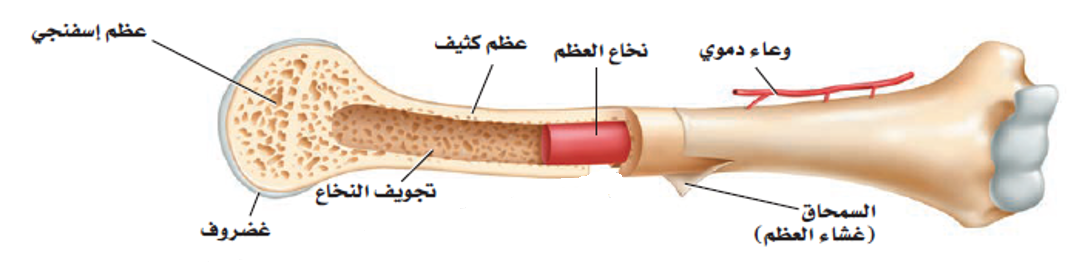 عظم إسفنجي
عظم كثيف
نخاع العظم
وعاء دموي
تجويف النخاع
غضروف
السمحاق
(غشاء العظم)